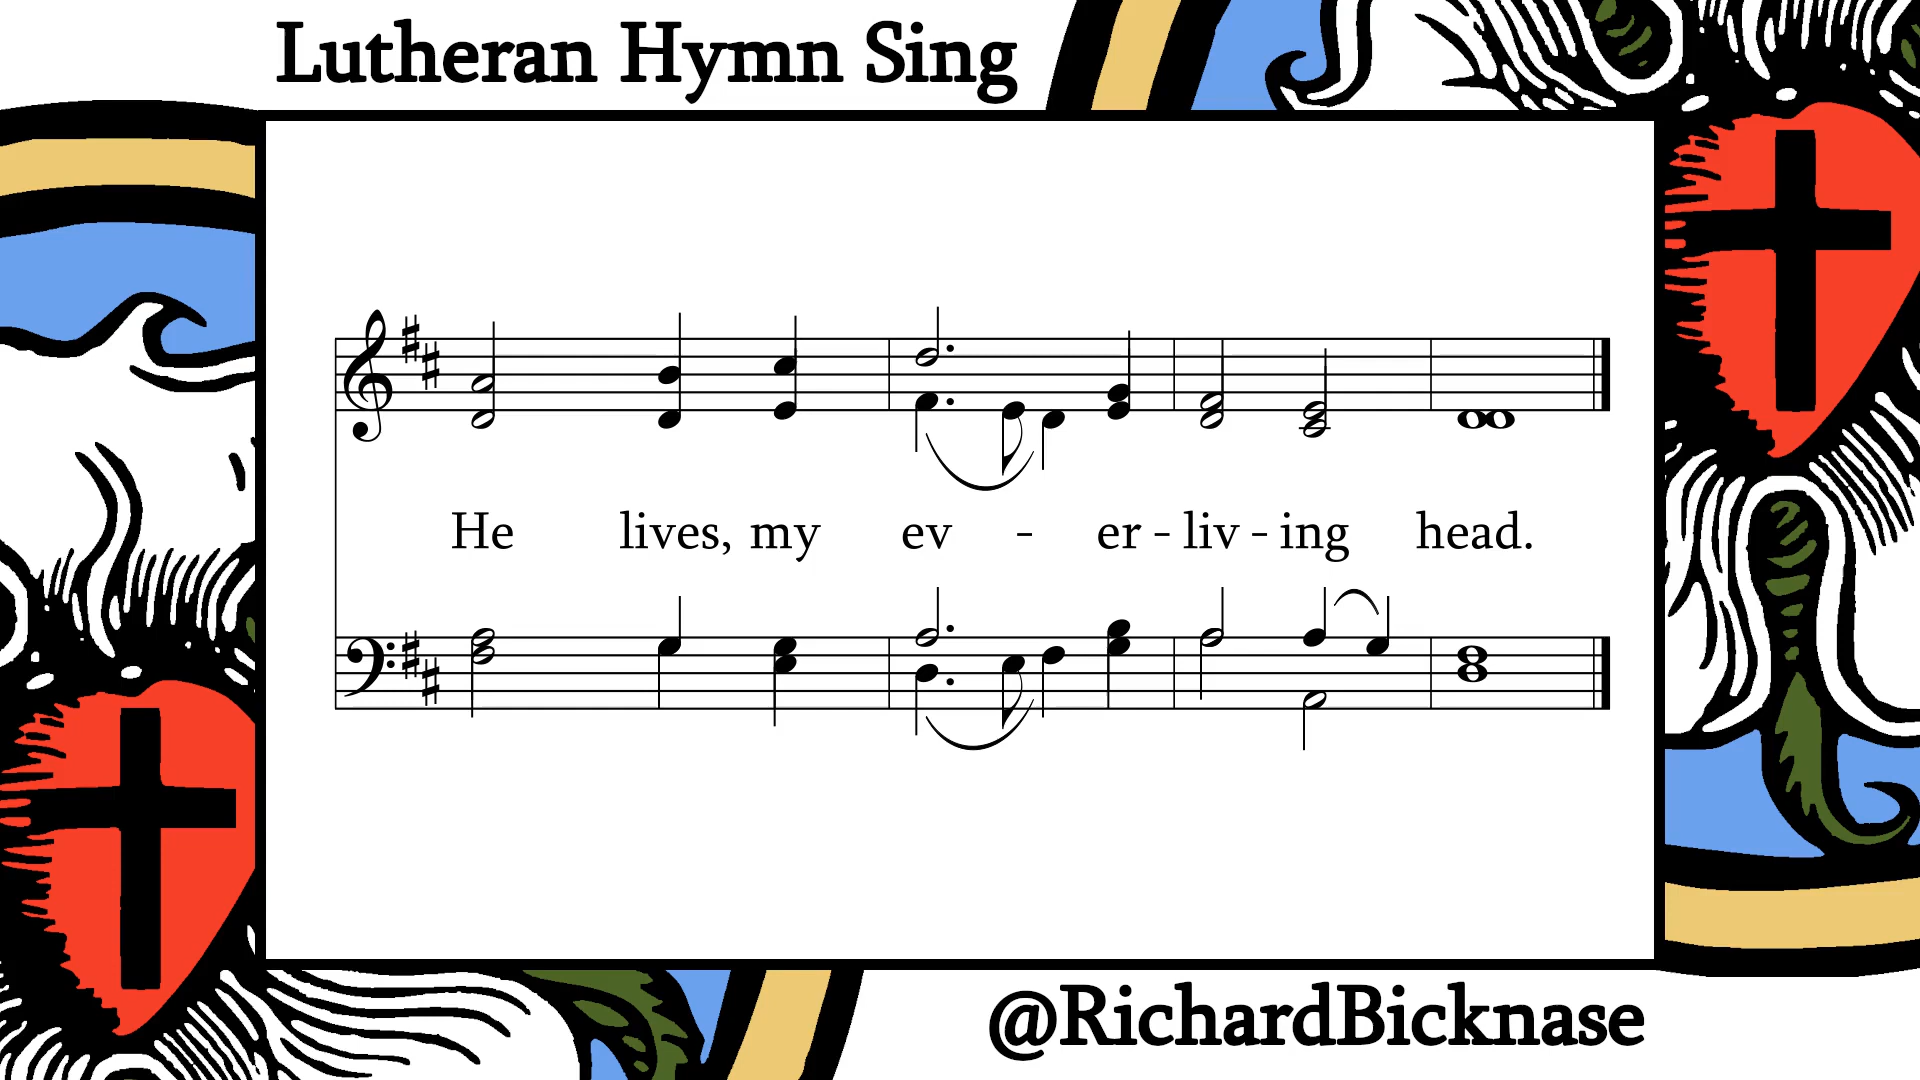 Lutheran Hymn Sing
He lives, my ev - er - liv - ing head.
@RichardBicknase